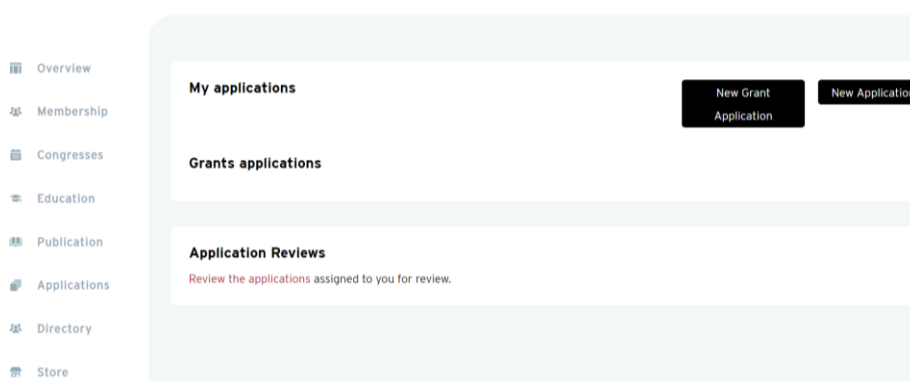 Overview
Membership
Congresses
Education
Publication
Applications
Directory
Store
My applications
New Grant
Application
New
Grants applications
Application Reviews
Review the applications assigned to you for review.